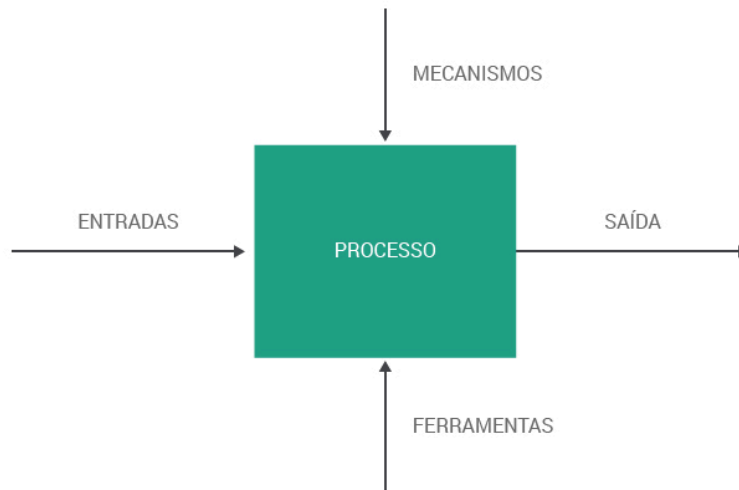 MECANISMOS
ENTRADAS
PROCESSO
SAÍDA
FERRAMENTAS